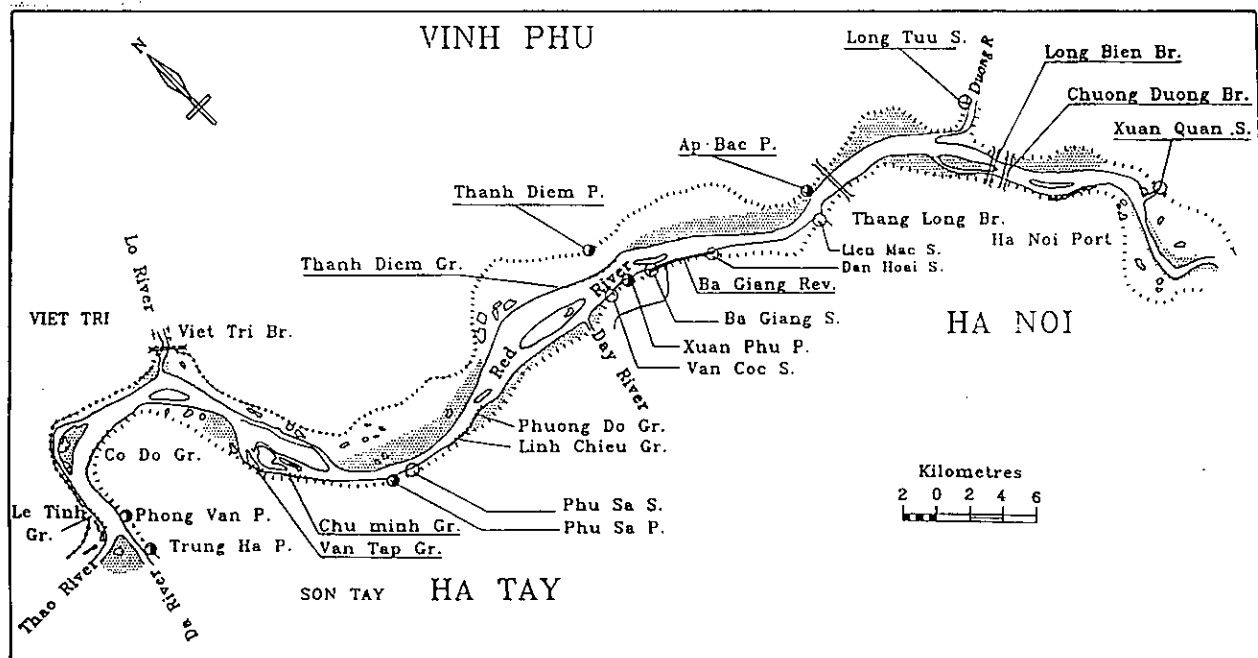 VINH PHU
Long Tuu S.
Duong R
Long Bien Br.
Chuong Duong Br.
Xuan Quan .S.
N
Ap·Bac P.
Thanh Diem P.
Thang Long Br.
Ha Noi Port
Lien Mac S.
Dan Hoai S.
Lo River
Thanh Diem Gr.
Red River
Ba Giang Rev.
Ba Giang S.
HA NOI
VIET TRI
Viet Tri Br.
Day River
Xuan Phu P.
Van Coc S.
Phuong Do Gr.
Linh Chieu Gr.
Co Do Gr.
Kilometres
2 0 2 4 6
Le Tinh
Gr.
Phong Van P.
Trung Ha P.
Chu minh Gr.
Van Tap Gr.
Phu Sa S.
Phu Sa P.
Thao River
Da River
SON TAY
HA TAY